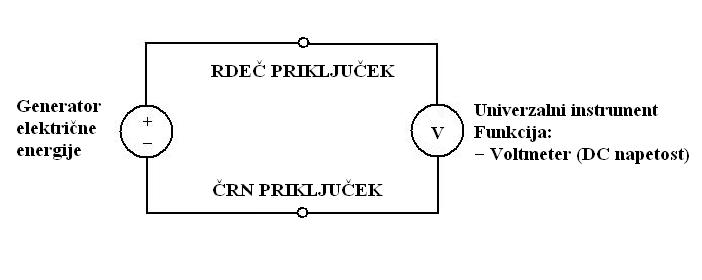 RDEČ PRIKLJUČEK
Generator
električne
energije
+
−
V
Univerzalni instrument
Funkcija:
− Voltmeter (DC napetost)
ČRN PRIKLJUČEK